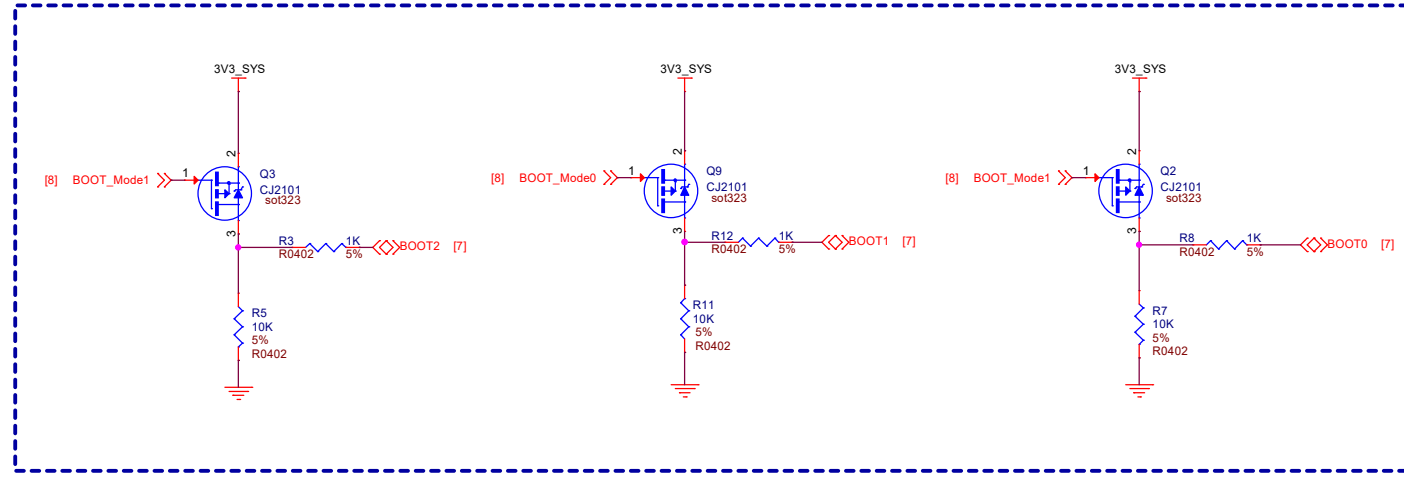 3V3_SYS
2
Q3
CJ2101
sot323
[8] BOOT_Mode1 1
3
R3 1K
R0402 5%
BOOT2 [7]
R5
10K
5%
R0402
3V3_SYS
2
Q9
CJ2101
sot323
[8] BOOT_Mode0 1
3
R12 1K
R0402 5%
BOOT1 [7]
R11
10K
5%
R0402
3V3_SYS
2
Q2
CJ2101
sot323
[8] BOOT_Mode1 1
3
R8 1K
R0402 5%
BOOT0 [7]
R7
10K
5%
R0402